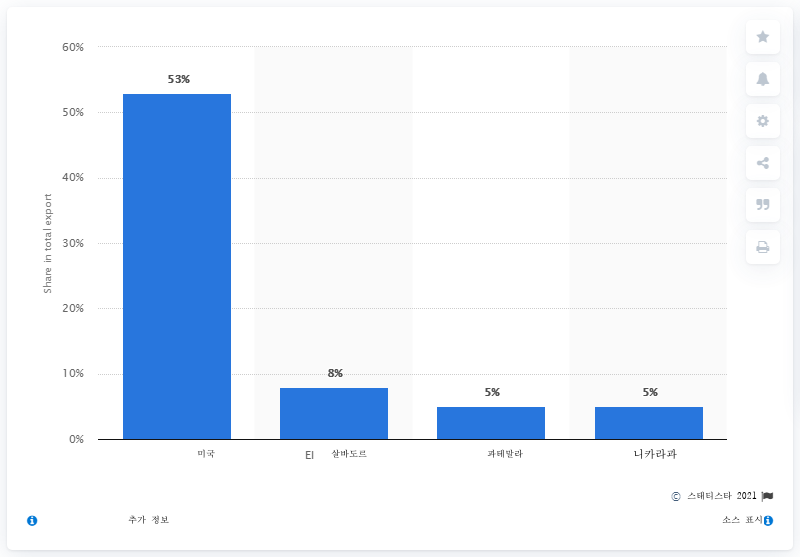 60%
53%
50%
40%
Share in total export
30%
20%
8%
10%
5%
5%
0%
미국
El 살바도르
과테말라
니카라과
© 스태티스타 2021
추가 정보
소스 표시